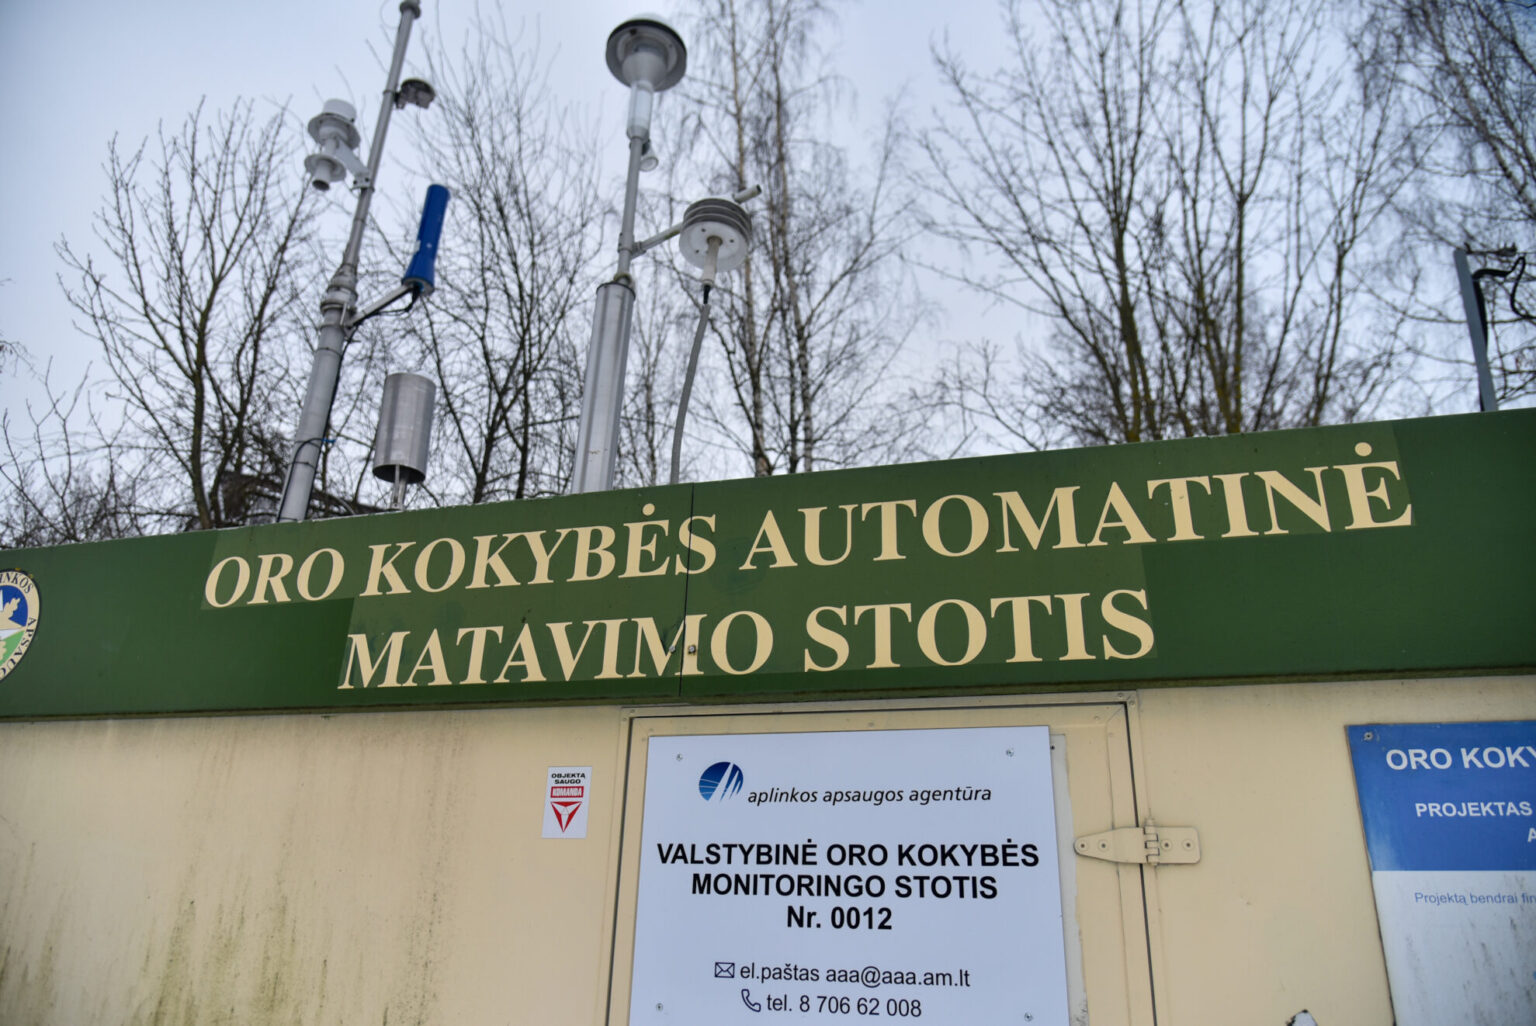 ORO KOKYBĖS AUTOMATINĖ
MATAVIMO STOTIS
OBJEKTĄ
SAUGO
KOMANDA
aplinkos apsaugos agentūra
VALSTYBINĖ ORO KOKYBĖS
MONITORINGO STOTIS
Nr. 0012
el.paštas aaa@aaa.am.lt
tel. 8 706 62 008
ORO KOKY
PROJEKTAS
A
Projektą bendrai fin